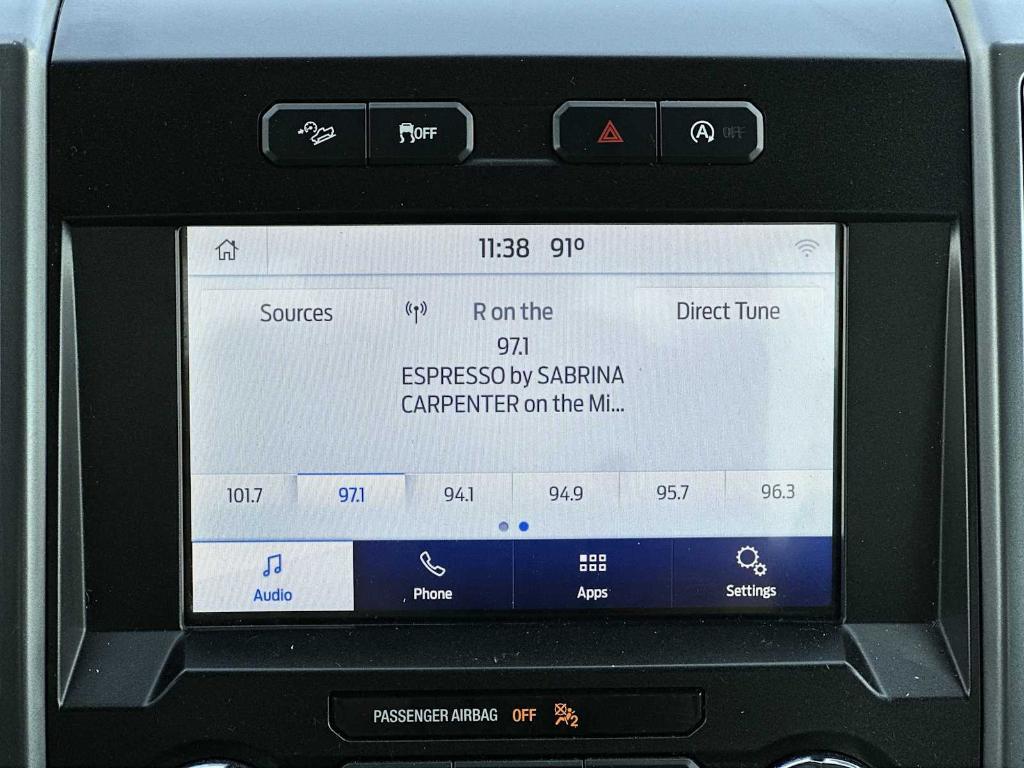 OFF
A OFF
11:38 91°
Sources
R on the
Direct Tune
97.1
ESPRESSO by SABRINA
CARPENTER on the Mi...
101.7 97.1 94.1 94.9 95.7 96.3
Audio Phone Apps Settings
PASSENGER AIRBAG OFF 2